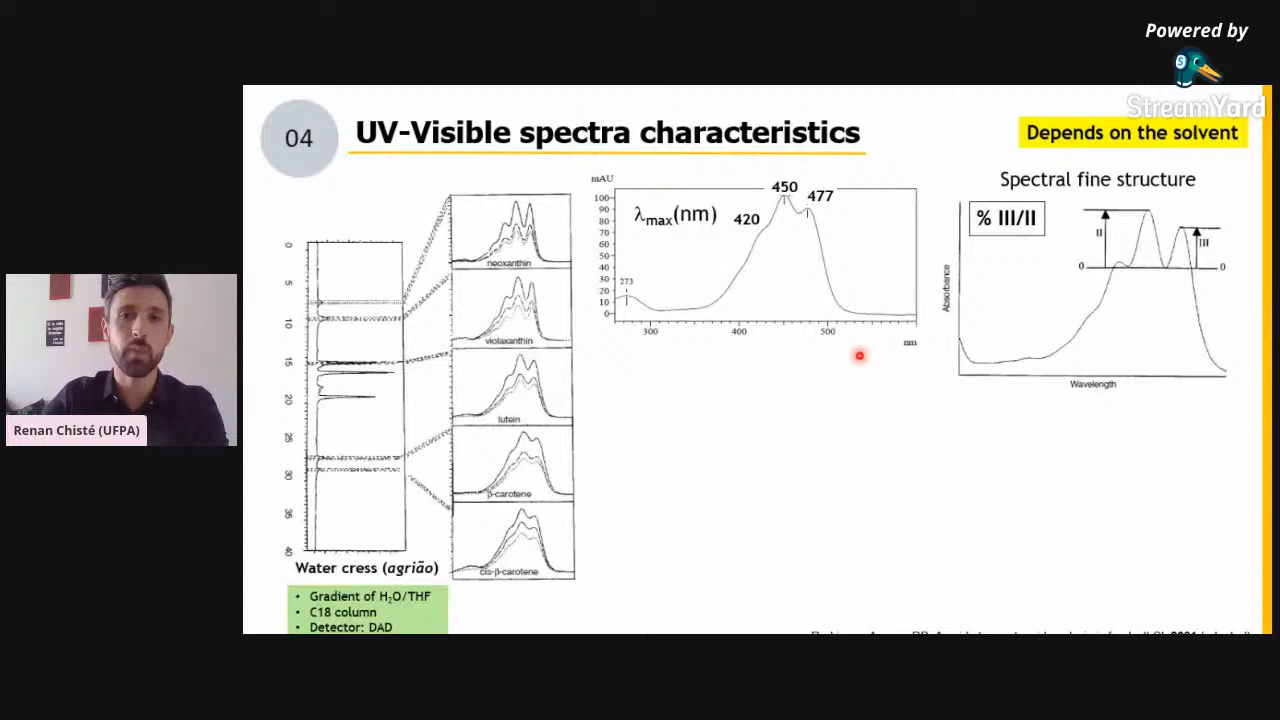 Powered by
StreamYard
04
UV-Visible spectra characteristics
Depends on the solvent
Renan Chisté (UFPA)
0
5
10
15
20
25
30
35
40
neoxanthin
violaxanthin
lutein
β-carotene
cis-β-carotene
Water cress (agrião)
• Gradient of H₂O/THF
• C18 column
• Detector: DAD
mAU
100
90
80
70
60
50
40
30
20
10
0
λmax(nm)
420
450
477
273
300
400
500
nm
Spectral fine structure
% III/II
II
III
0
0
Absorbance
Wavelength